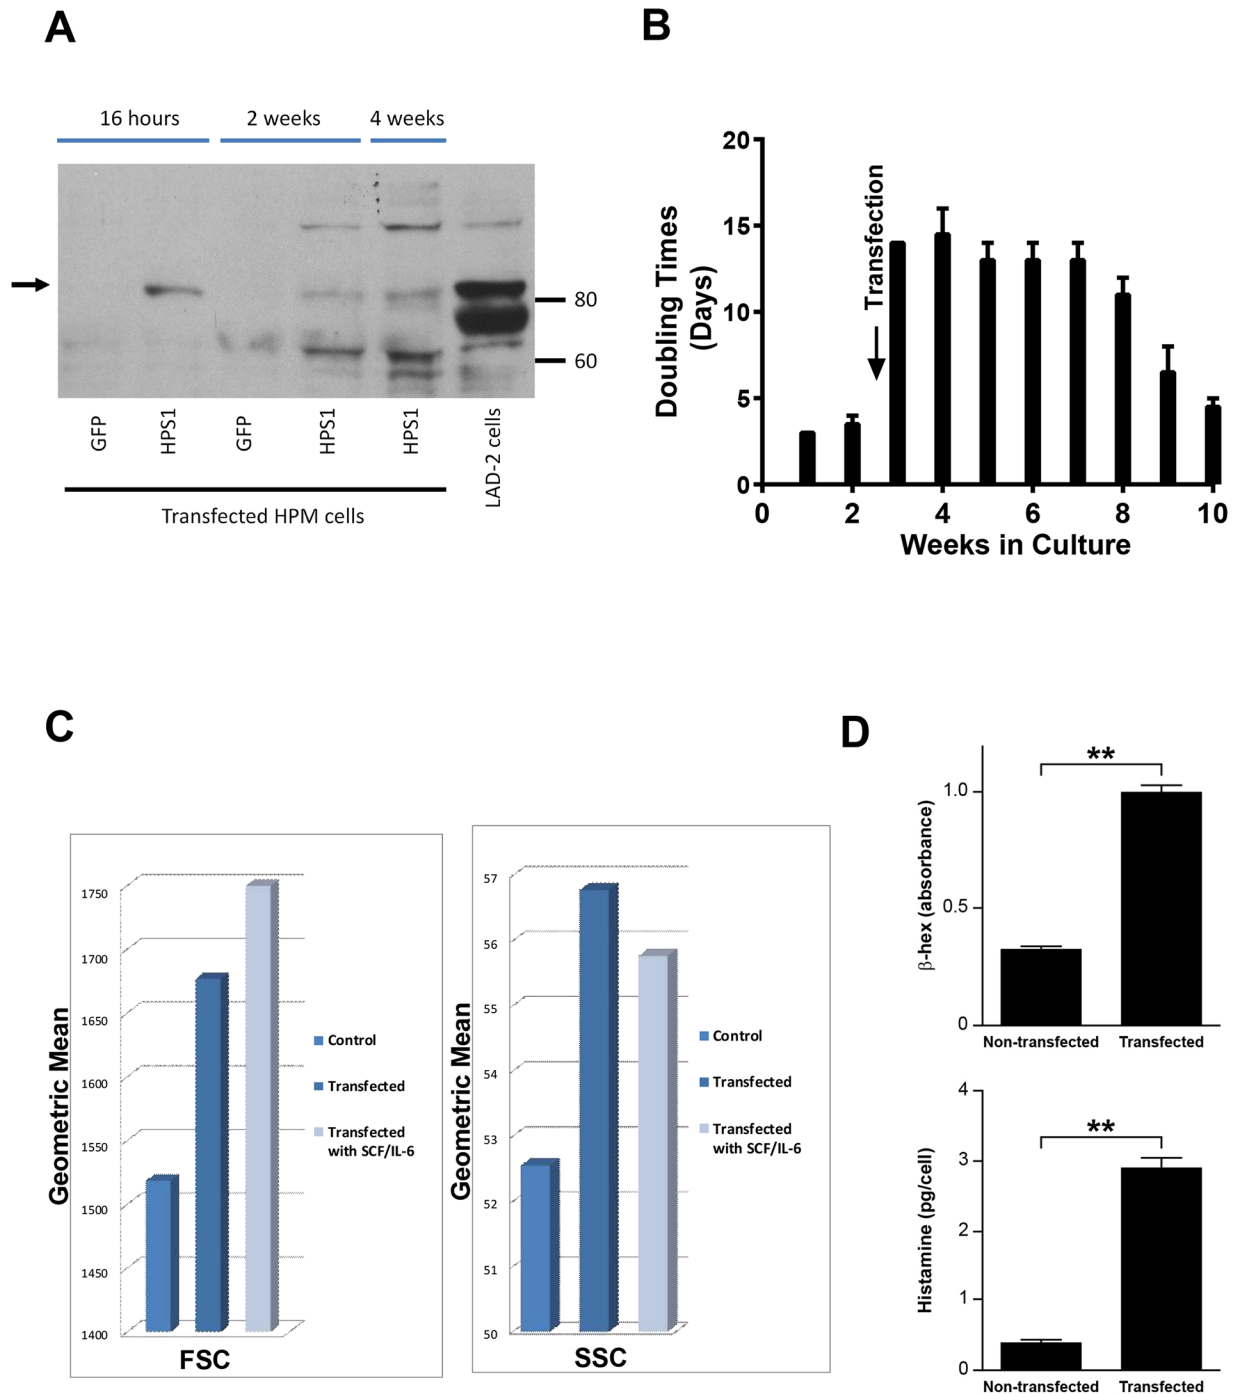 A
16 hours
2 weeks
4 weeks
80
60
GFP
HPS1
GFP
HPS1
HPS1
LAD-2 cells
Transfected HPM cells
B
Doubling Times
(Days)
20
15
10
5
0
Transfection
0 2 4 6 8 10
Weeks in Culture
C
Geometric Mean
1750
1700
1650
1600
1550
1500
1450
1400
FSC
Control
Transfected
Transfected
with SCF/IL-6
Geometric Mean
57
56
55
54
53
52
51
50
SSC
Control
Transfected
Transfected
with SCF/IL-6
D
β-hex (absorbance)
1.0
0.5
0
**
Non-transfected Transfected
Histamine (pg/cell)
4
3
2
1
0
**
Non-transfected Transfected